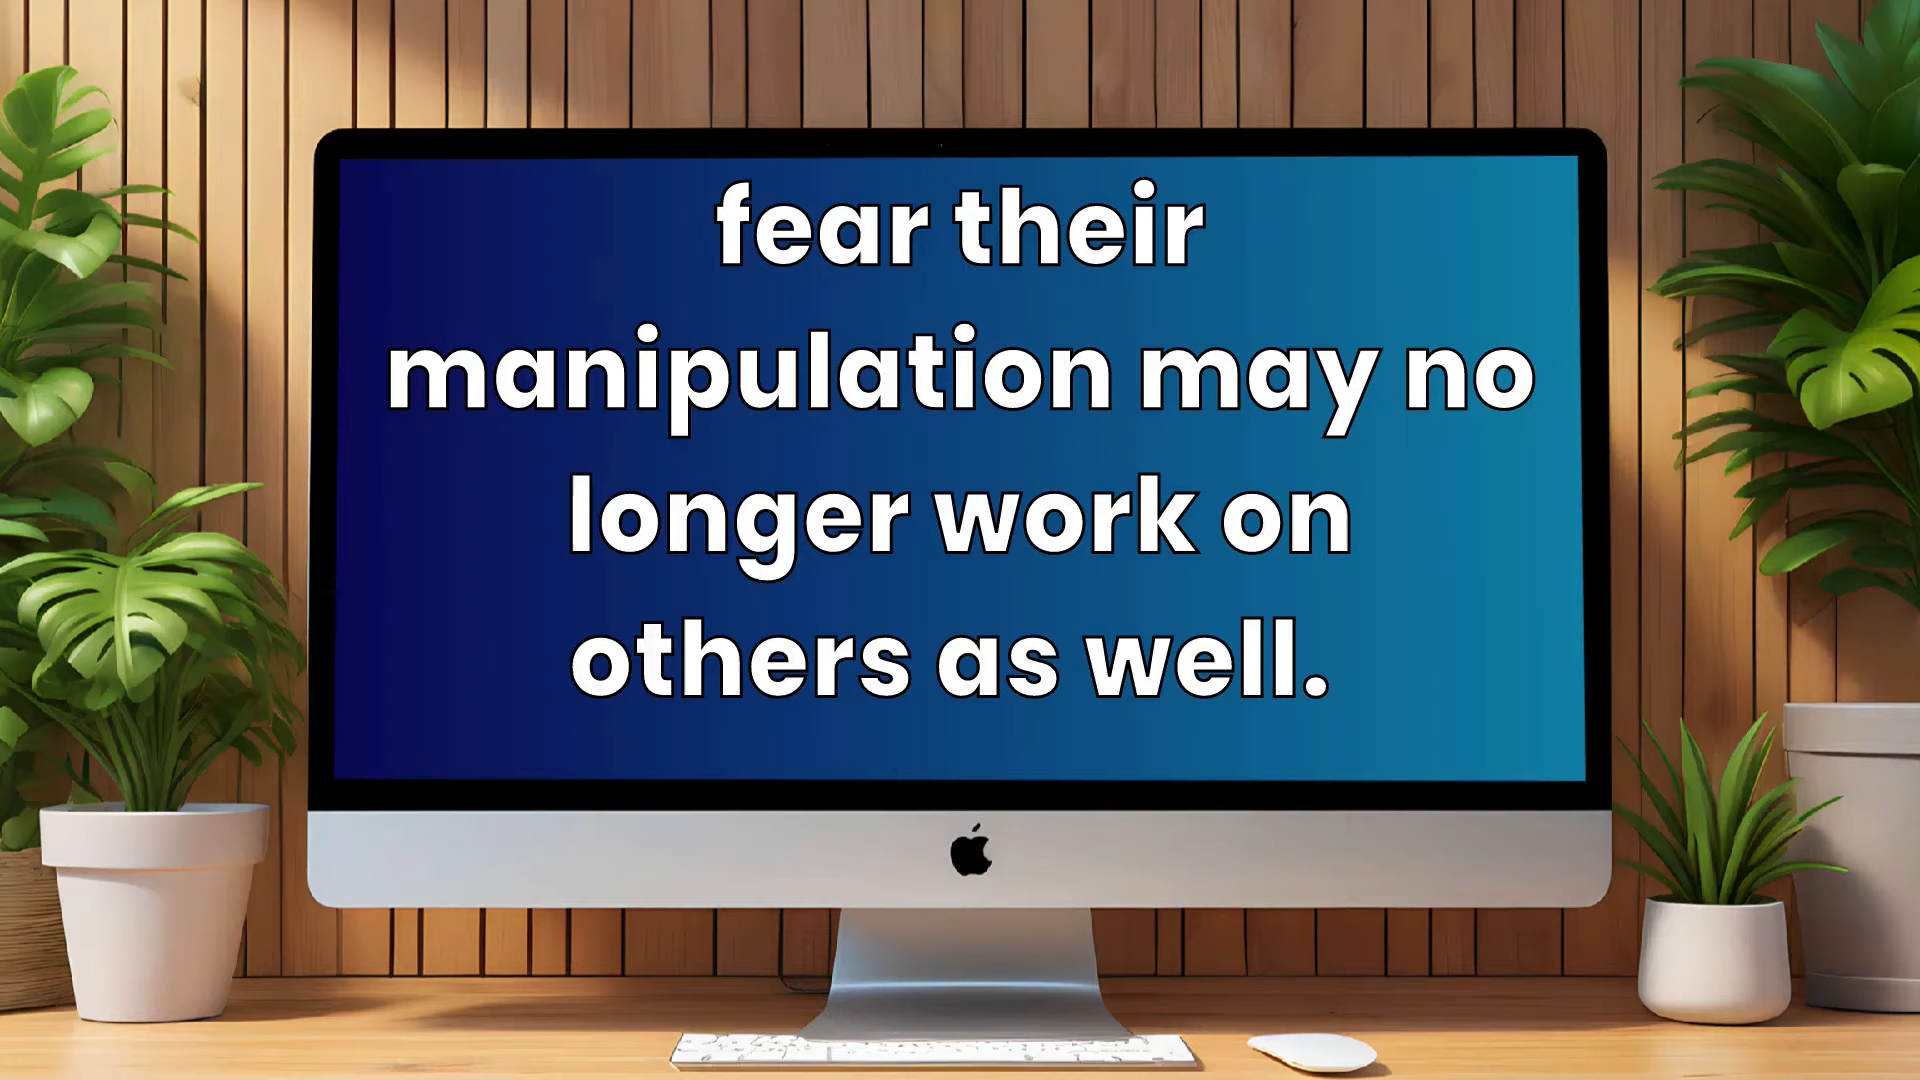 fear their
manipulation may no
longer work on
others as well.